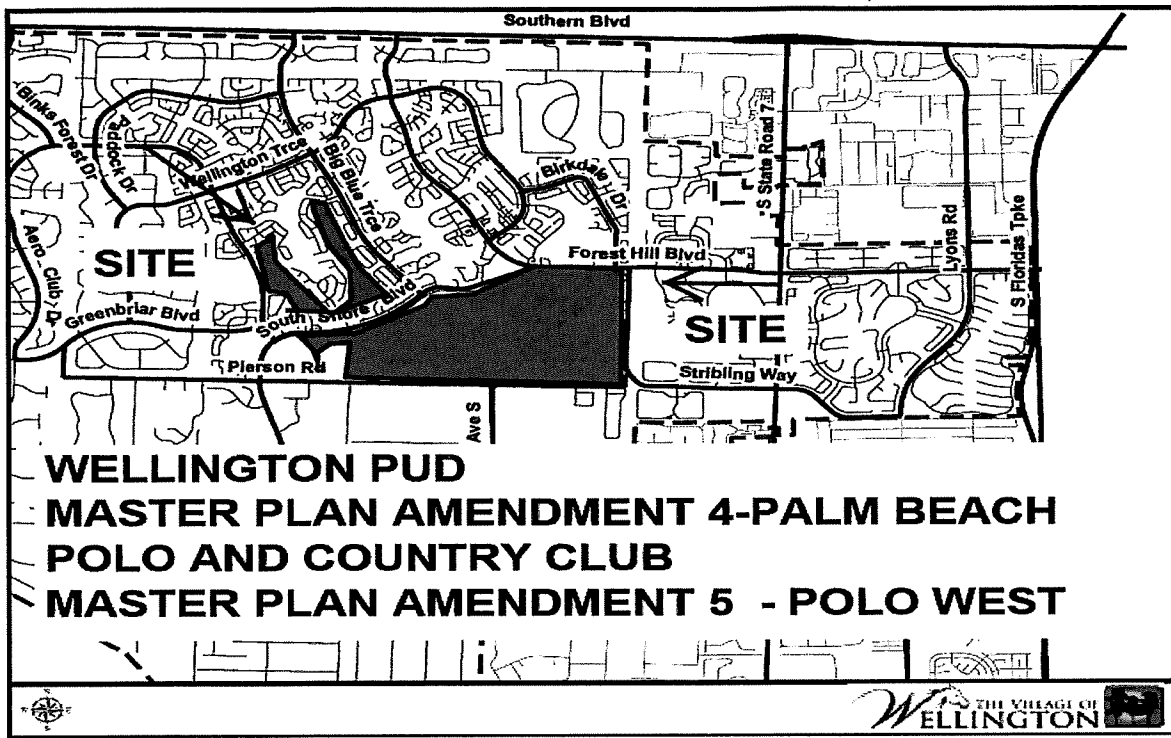 Southern Blvd
Binks Forest Dr
Paddock Dr
Wellington Trce
Big Blue Trce
Birkdale Dr
S State Road 7
Lyons Rd
S Floridas Tpke
Aero Club Dr
SITE
Forest Hill Blvd
Greenbriar Blvd
South Shore Blvd
SITE
Pierson Rd
Stribling Way
Ave S
WELLINGTON PUD
MASTER PLAN AMENDMENT 4-PALM BEACH
POLO AND COUNTRY CLUB
MASTER PLAN AMENDMENT 5 - POLO WEST
THE VILLAGE OF
WELLINGTON